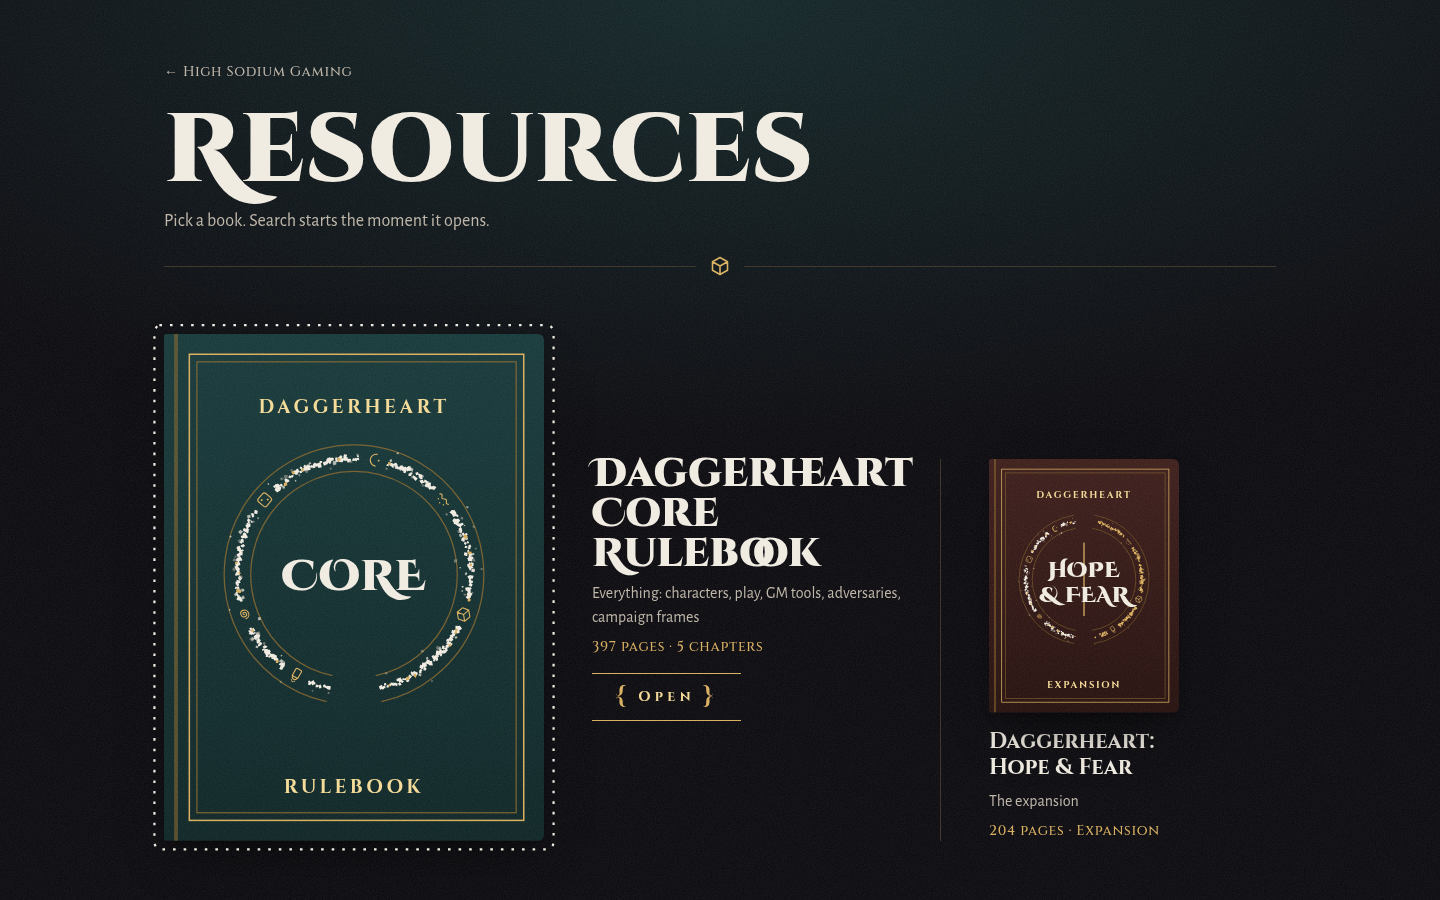 ← High Sodium Gaming
Resources
Pick a book. Search starts the moment it opens.
DAGGERHEART
CORE
RULEBOOK
Daggerheart
Core
Rulebook
Everything: characters, play, GM tools, adversaries,
campaign frames
397 pages · 5 chapters
{ Open }
DAGGERHEART
HOPE
& FEAR
EXPANSION
Daggerheart:
Hope & Fear
The expansion
204 pages · Expansion